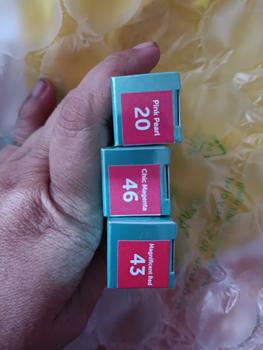 Pink Pearl
20
Chic Magenta
46
Magnificent Red
43